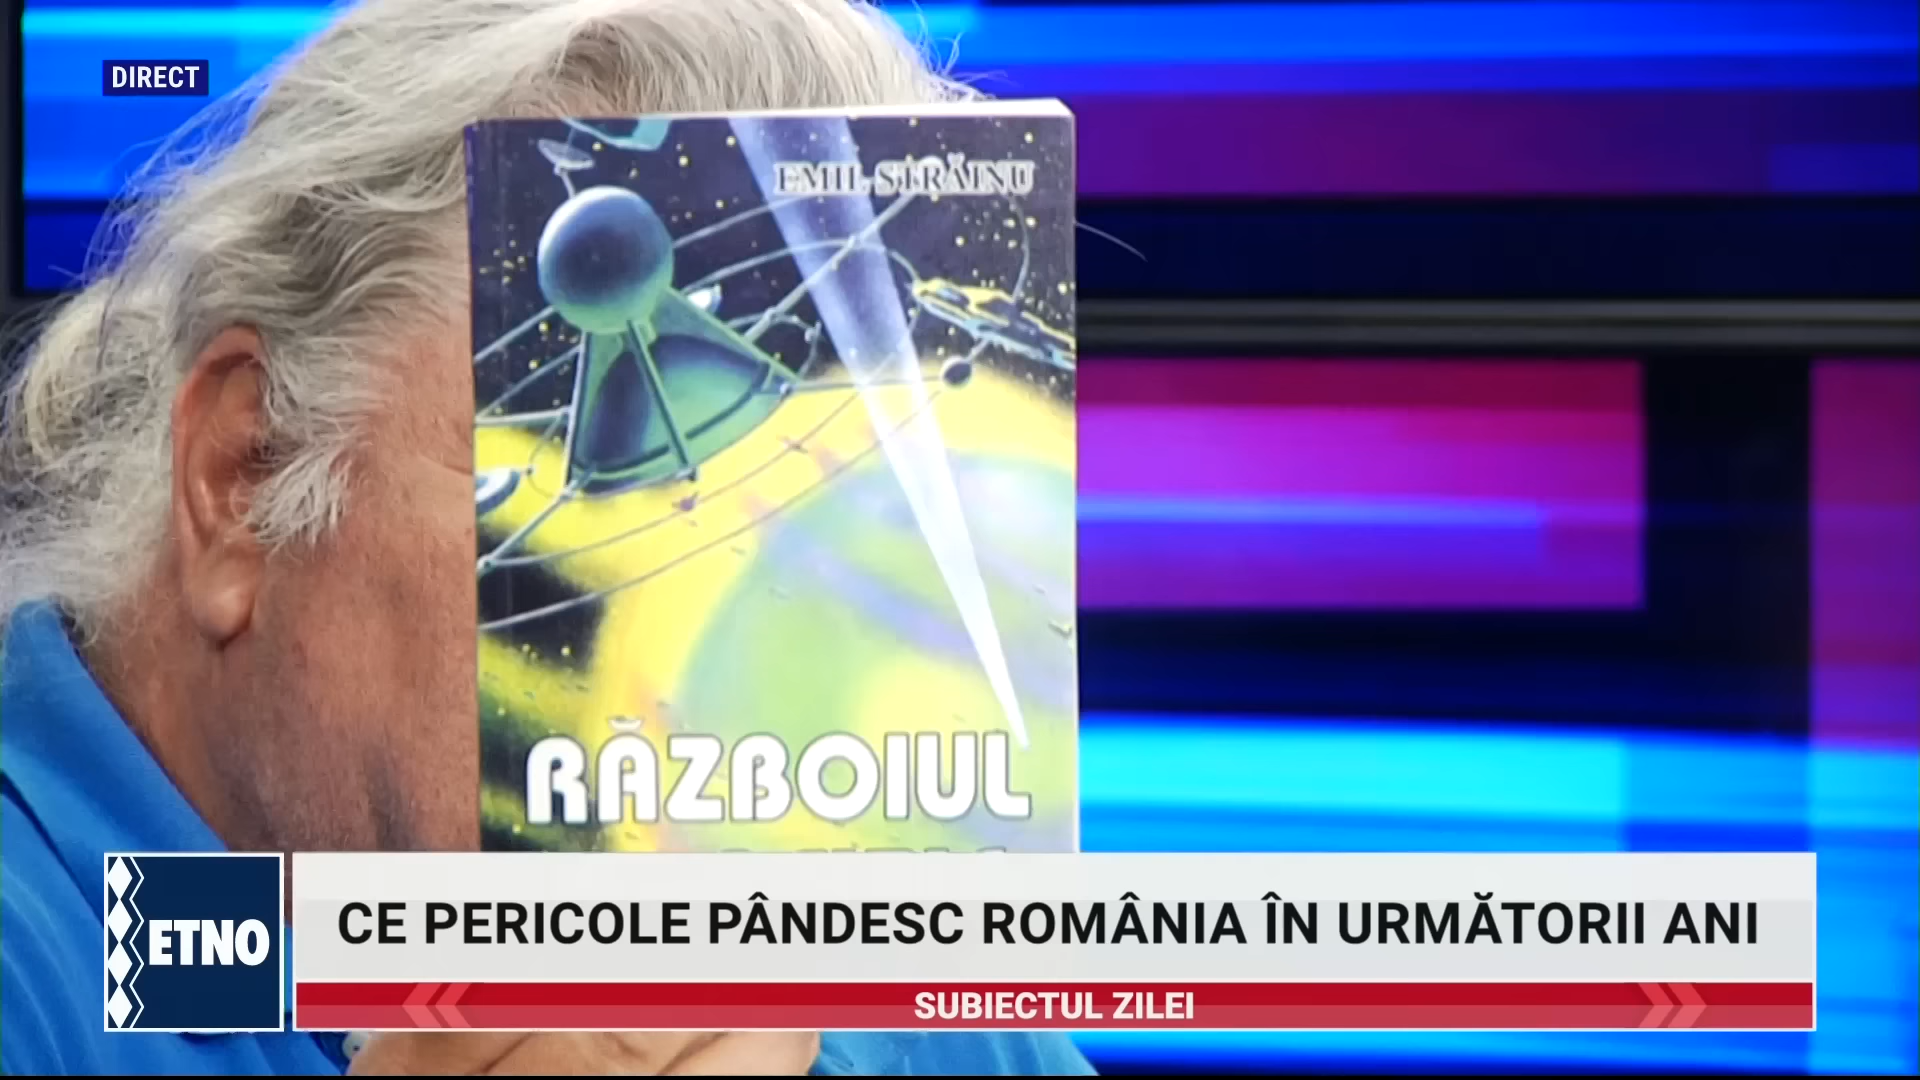 DIRECT
EMIL STRĂINU
RĂZBOIUL
ETNO
CE PERICOLE PÂNDESC ROMÂNIA ÎN URMĂTORII ANI
SUBIECTUL ZILEI